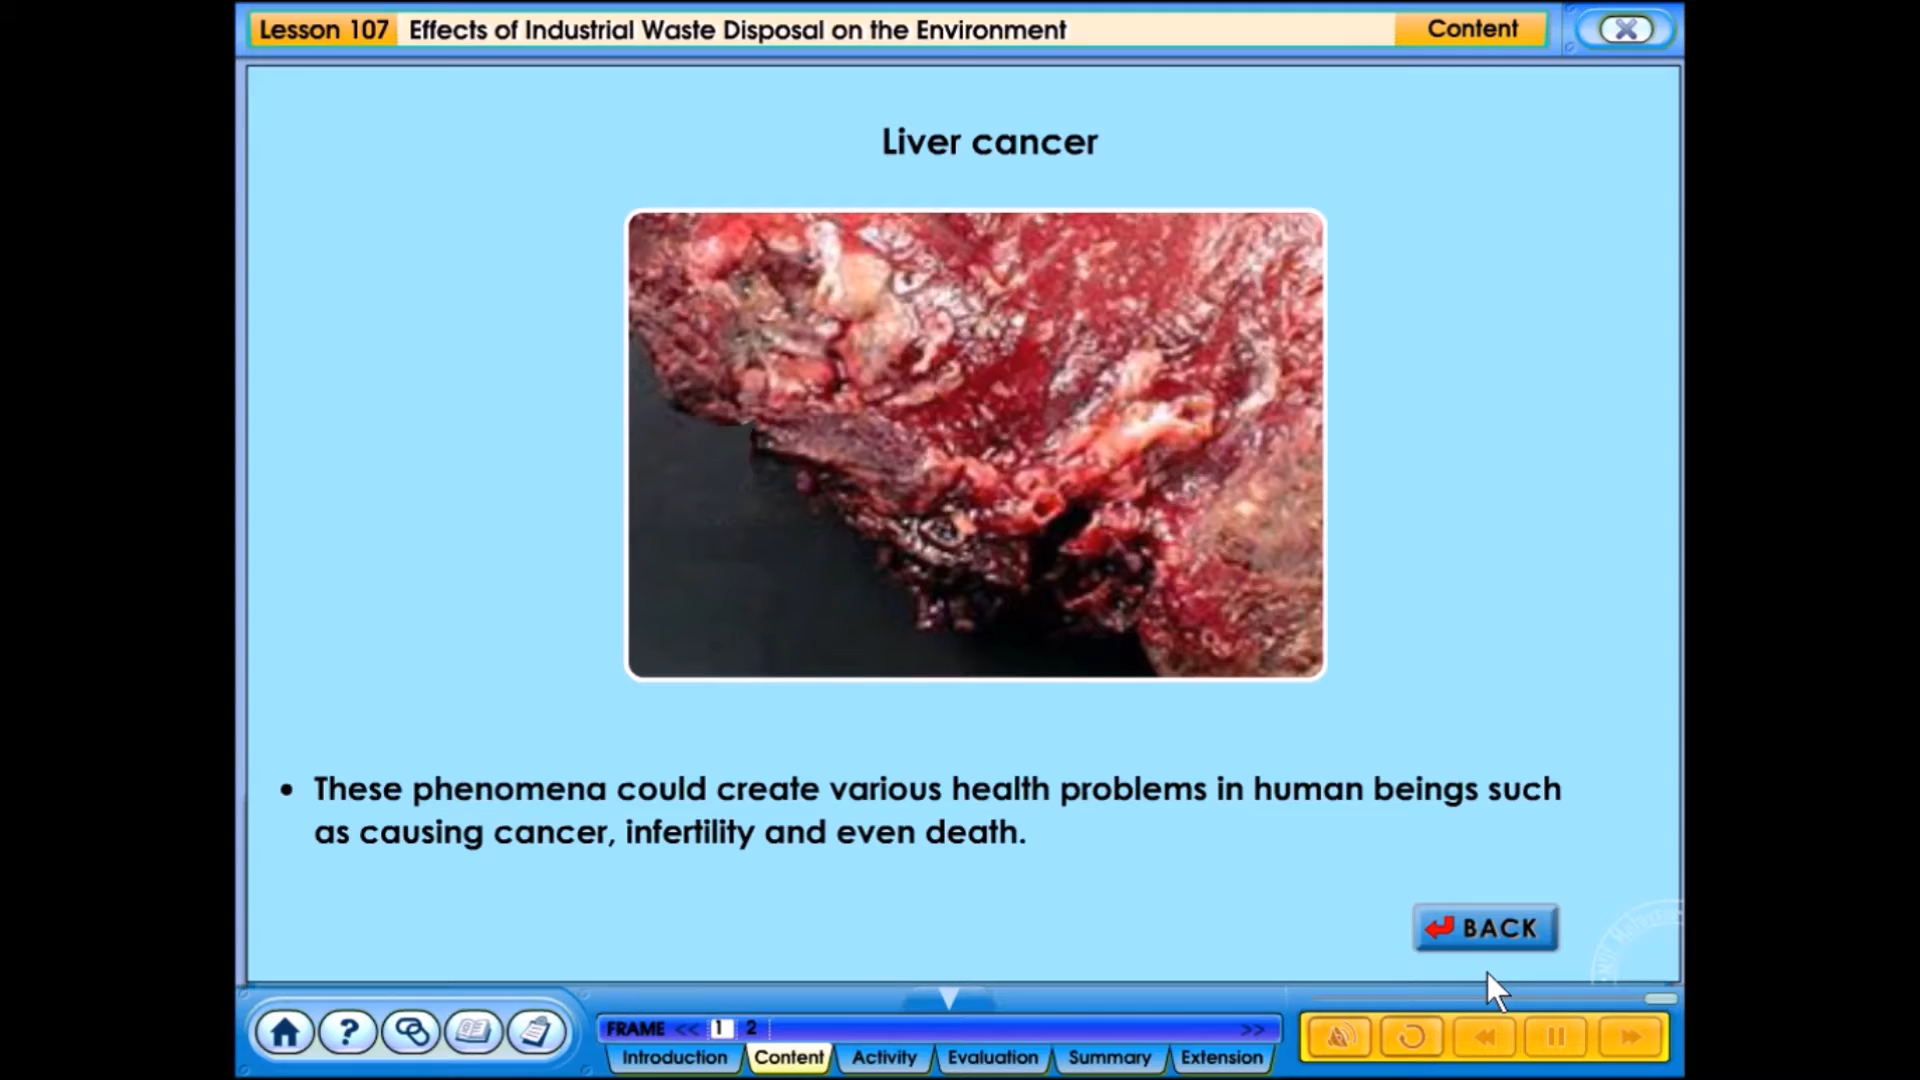 Lesson 107 Effects of Industrial Waste Disposal on the Environment Content
Liver cancer
• These phenomena could create various health problems in human beings such
as causing cancer, infertility and even death.
BACK
FRAME << 1 2 >>
Introduction Content Activity Evaluation Summary Extension